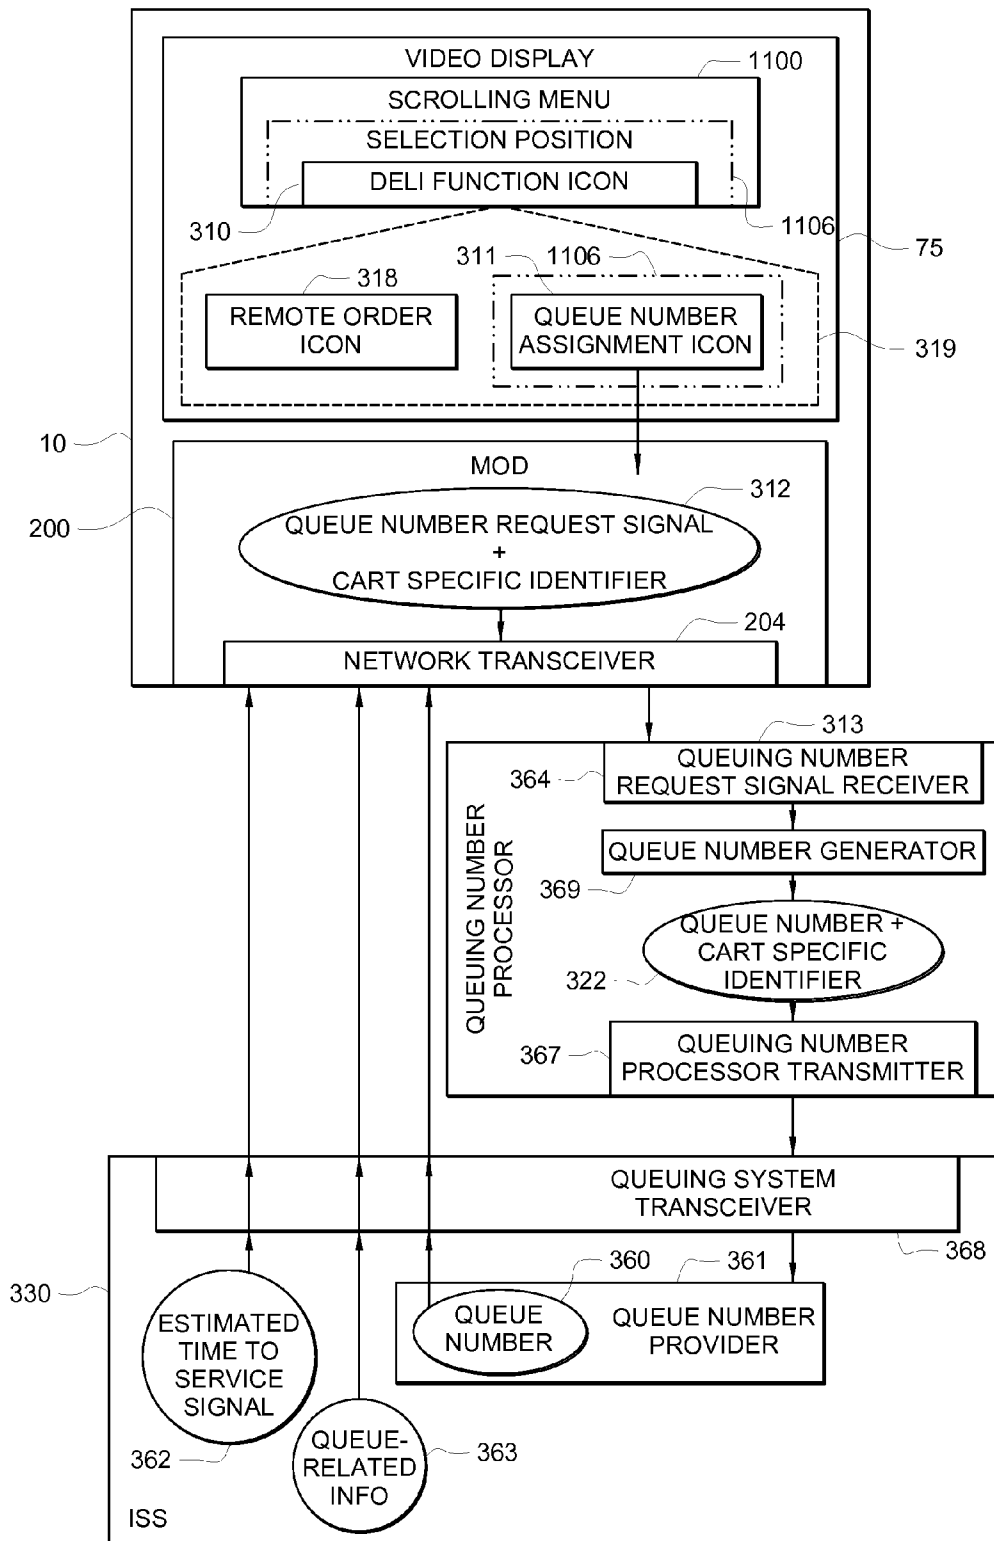 VIDEO DISPLAY
1100
SCROLLING MENU
SELECTION POSITION
DELI FUNCTION ICON
310
1106
75
311
1106
318
REMOTE ORDER
ICON
QUEUE NUMBER
ASSIGNMENT ICON
319
10
MOD
312
200
QUEUE NUMBER REQUEST SIGNAL
+
CART SPECIFIC IDENTIFIER
204
NETWORK TRANSCEIVER
313
QUEUING NUMBER
REQUEST SIGNAL RECEIVER
364
QUEUING NUMBER
PROCESSOR
QUEUE NUMBER GENERATOR
369
QUEUE NUMBER +
CART SPECIFIC
IDENTIFIER
322
QUEUING NUMBER
PROCESSOR TRANSMITTER
367
QUEUING SYSTEM
TRANSCEIVER
368
330
360
361
QUEUE
NUMBER
QUEUE NUMBER
PROVIDER
ESTIMATED
TIME TO
SERVICE
SIGNAL
362
QUEUE-
RELATED
INFO
363
ISS